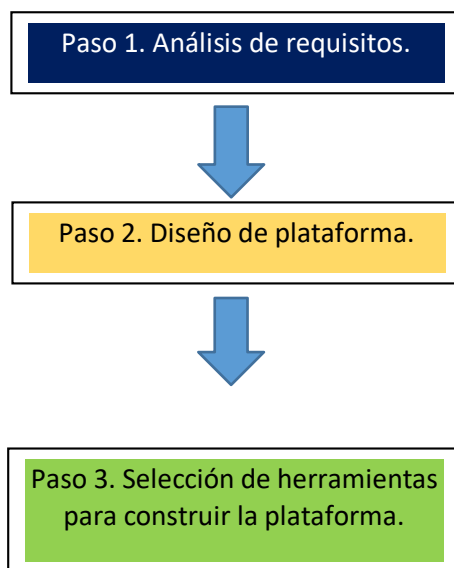 Paso 1. Análisis de requisitos.
Paso 2. Diseño de plataforma.
Paso 3. Selección de herramientas
para construir la plataforma.